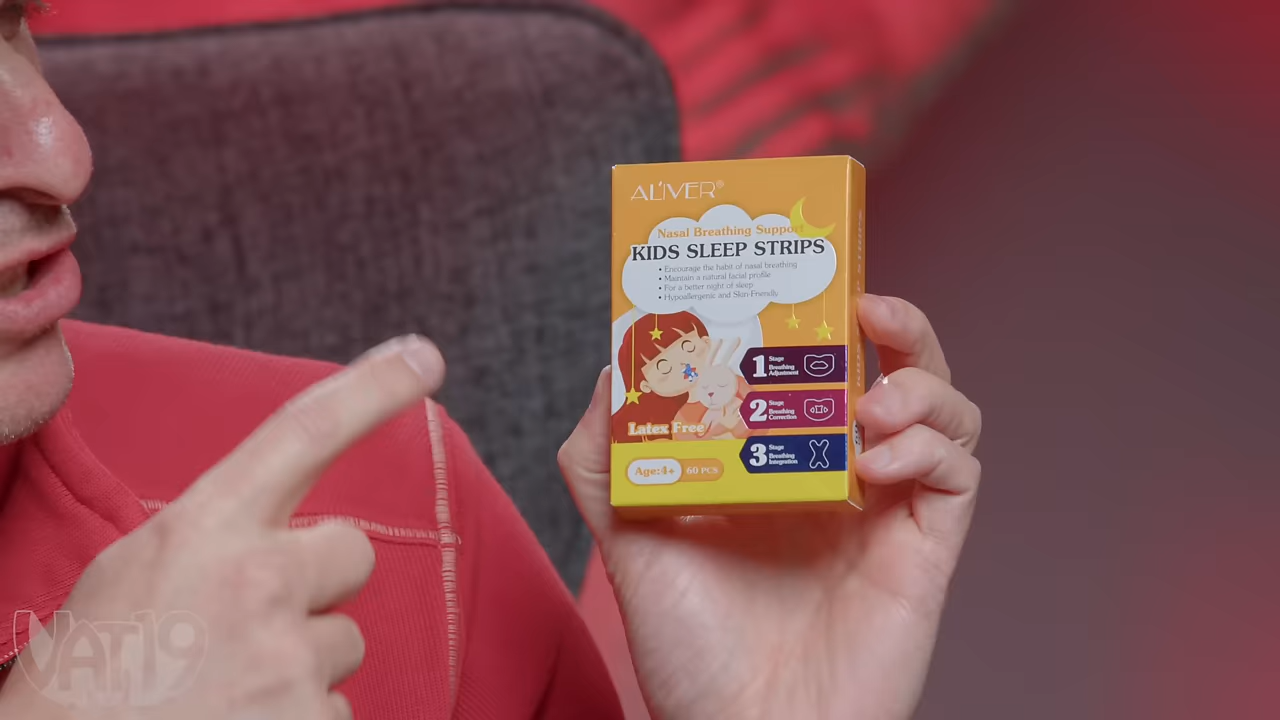 AL'IVER®
Nasal Breathing Support
KIDS SLEEP STRIPS
• Encourage the habit of nasal breathing
• Maintain a natural facial profile
• For a better night of sleep
• Hypoallergenic and Skin-Friendly
1 Stage
Breathing
Adjustment
2 Stage
Breathing
Correction
3 Stage
Breathing
Integration
Latex Free
Age:4+ 60 PCS
VAT19